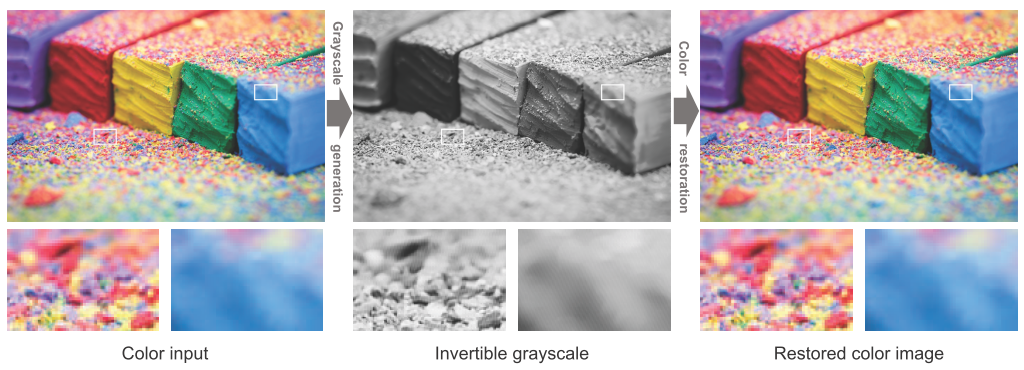 Grayscale
generation
Color
restoration
Color input
Invertible grayscale
Restored color image